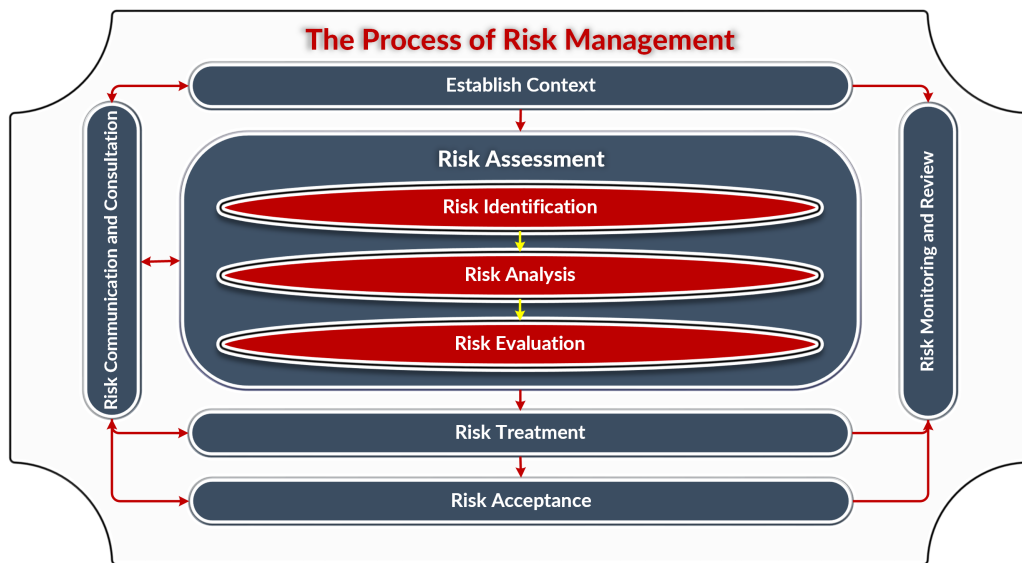 The Process of Risk Management
Establish Context
Risk Communication and Consultation
Risk Assessment
Risk Identification
Risk Analysis
Risk Evaluation
Risk Monitoring and Review
Risk Treatment
Risk Acceptance